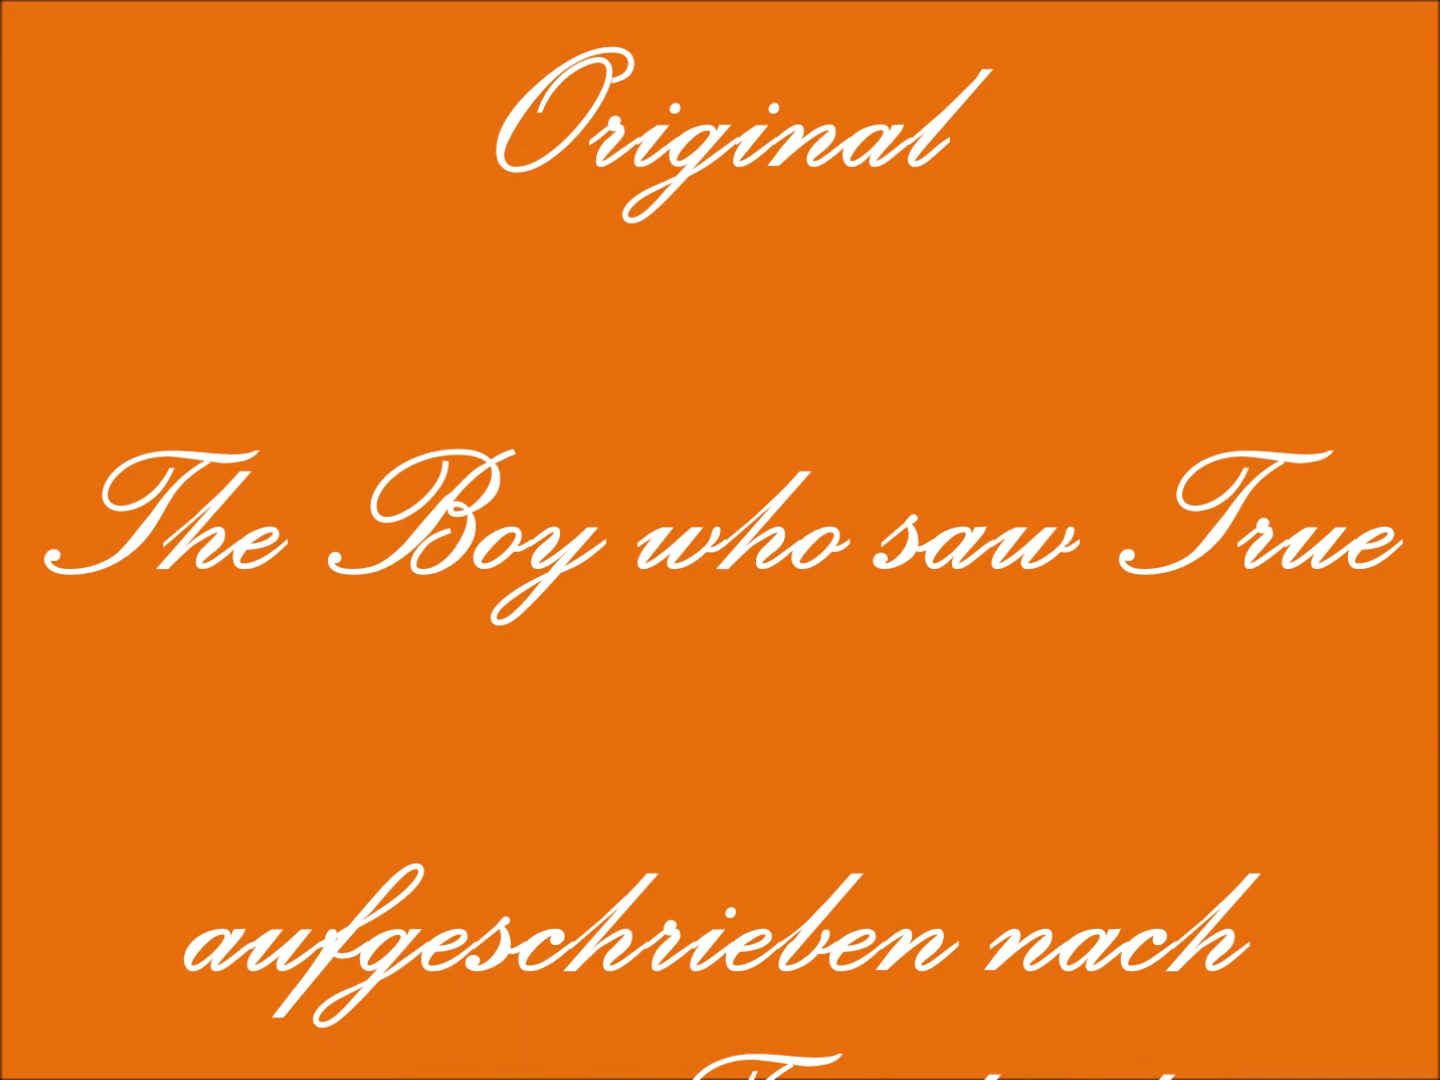 Original
The Boy who saw True
aufgeschrieben nach